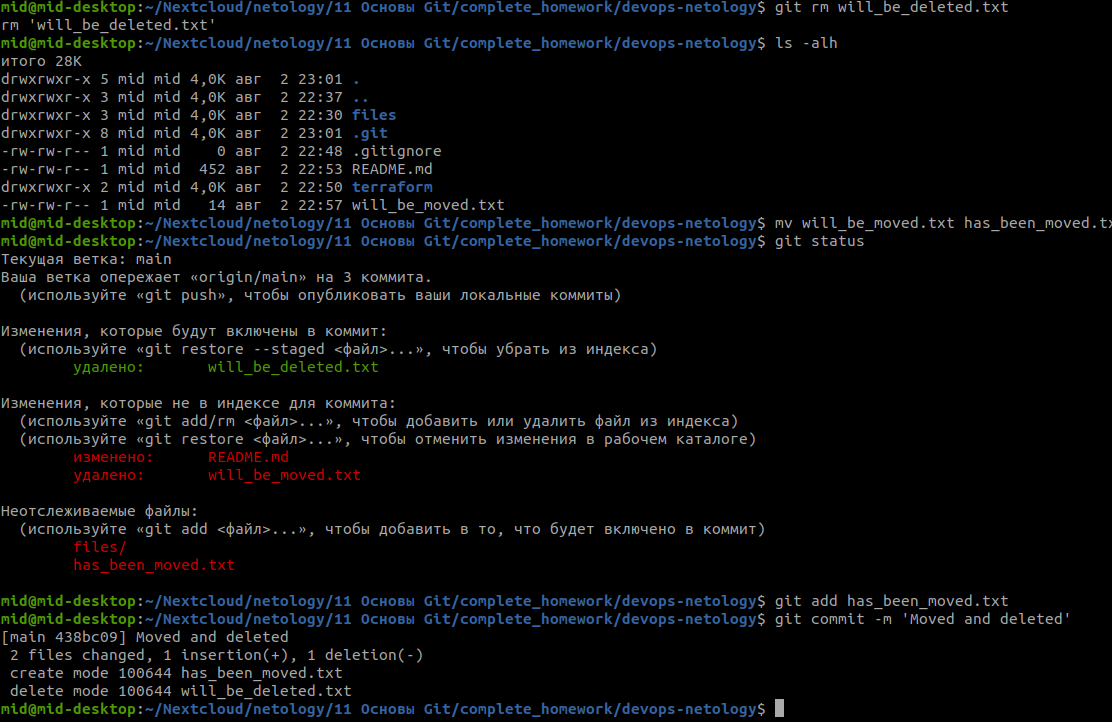 mid@mid-desktop:~/Nextcloud/netology/11 Основы Git/complete_homework/devops-netology$ git rm will_be_deleted.txt
rm 'will_be_deleted.txt'
mid@mid-desktop:~/Nextcloud/netology/11 Основы Git/complete_homework/devops-netology$ ls -alh
итого 28K
drwxrwxr-x 5 mid mid 4,0K авг  2 23:01 .
drwxrwxr-x 3 mid mid 4,0K авг  2 22:37 ..
drwxrwxr-x 3 mid mid 4,0K авг  2 22:30 files
drwxrwxr-x 8 mid mid 4,0K авг  2 23:01 .git
-rw-rw-r-- 1 mid mid    0 авг  2 22:48 .gitignore
-rw-rw-r-- 1 mid mid  452 авг  2 22:53 README.md
drwxrwxr-x 2 mid mid 4,0K авг  2 22:50 terraform
-rw-rw-r-- 1 mid mid   14 авг  2 22:57 will_be_moved.txt
mid@mid-desktop:~/Nextcloud/netology/11 Основы Git/complete_homework/devops-netology$ mv will_be_moved.txt has_been_moved.tx
mid@mid-desktop:~/Nextcloud/netology/11 Основы Git/complete_homework/devops-netology$ git status
Текущая ветка: main
Ваша ветка опережает «origin/main» на 3 коммита.
  (используйте «git push», чтобы опубликовать ваши локальные коммиты)

Изменения, которые будут включены в коммит:
  (используйте «git restore --staged <файл>...», чтобы убрать из индекса)
        удалено:       will_be_deleted.txt

Изменения, которые не в индексе для коммита:
  (используйте «git add/rm <файл>...», чтобы добавить или удалить файл из индекса)
  (используйте «git restore <файл>...», чтобы отменить изменения в рабочем каталоге)
        изменено:      README.md
        удалено:       will_be_moved.txt

Неотслеживаемые файлы:
  (используйте «git add <файл>...», чтобы добавить в то, что будет включено в коммит)
        files/
        has_been_moved.txt

mid@mid-desktop:~/Nextcloud/netology/11 Основы Git/complete_homework/devops-netology$ git add has_been_moved.txt
mid@mid-desktop:~/Nextcloud/netology/11 Основы Git/complete_homework/devops-netology$ git commit -m 'Moved and deleted'
[main 438bc09] Moved and deleted
 2 files changed, 1 insertion(+), 1 deletion(-)
 create mode 100644 has_been_moved.txt
 delete mode 100644 will_be_deleted.txt
mid@mid-desktop:~/Nextcloud/netology/11 Основы Git/complete_homework/devops-netology$